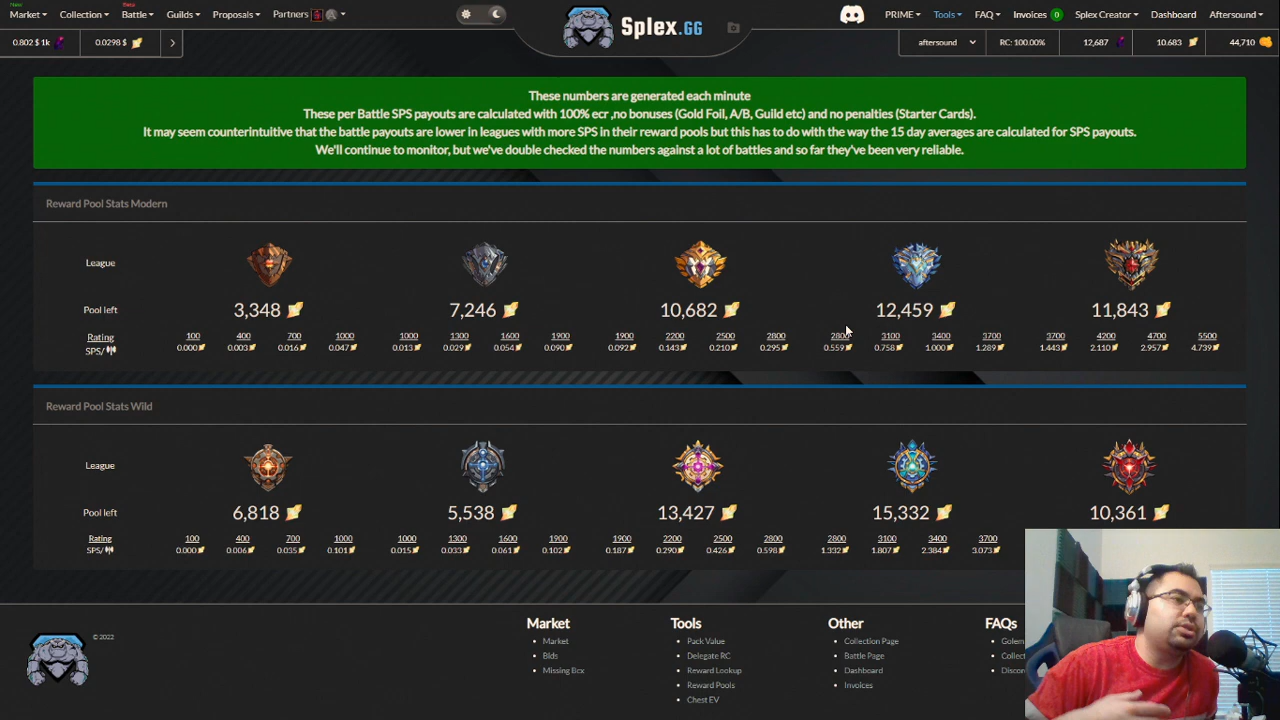 New Beta
Market Collection Battle Guilds Proposals Partners
Splex.GG
PRIME Tools FAQ Invoices 0 Splex Creator Dashboard Aftersound
0.802 $ 1k 0.0298 $
aftersound RC: 100.00% 12,687 10.683 44,710
These numbers are generated each minute
These per Battle SPS payouts are calculated with 100% ecr ,no bonuses (Gold Foil, A/B, Guild etc) and no penalties (Starter Cards).
It may seem counterintuitive that the battle payouts are lower in leagues with more SPS in their reward pools but this has to do with the way the 15 day averages are calculated for SPS payouts.
We'll continue to monitor, but we've double checked the numbers against a lot of battles and so far they've been very reliable.
Reward Pool Stats Modern
League
Pool left 3,348 7,246 10,682 12,459 11,843
Rating 100 400 700 1000 1000 1300 1600 1900 1900 2200 2500 2800 2800 3100 3400 3700 3700 4200 4700 5500
SPS/ 0.000 0.003 0.016 0.047 0.013 0.029 0.054 0.090 0.092 0.143 0.210 0.295 0.559 0.758 1.000 1.289 1.443 2.110 2.957 4.739
Reward Pool Stats Wild
League
Pool left 6,818 5,538 13,427 15,332 10,361
Rating 100 400 700 1000 1000 1300 1600 1900 1900 2200 2500 2800 2800 3100 3400 3700
SPS/ 0.000 0.006 0.035 0.101 0.015 0.033 0.061 0.102 0.187 0.290 0.426 0.598 1.332 1.807 2.384 3.073
© 2022
Market
Market
Bids
Missing Bcx
Tools
Pack Value
Delegate RC
Reward Lookup
Reward Pools
Chest EV
Other
Collection Page
Battle Page
Dashboard
Invoices
FAQs
Golem
Collect
Discon